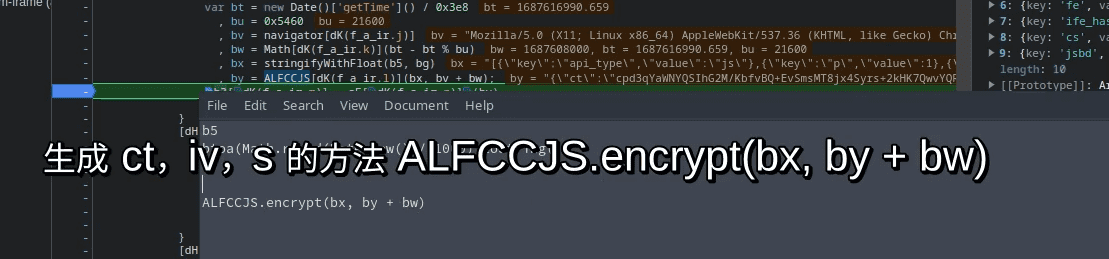 m-frame (
var bt = new Date()['getTime']() / 0x3e8 bt = 1687616990.659
, bu = 0x5460 bu = 21600
, bv = navigator[dK(f_a_ir.j)] bv = "Mozilla/5.0 (X11; Linux x86_64) AppleWebKit/537.36 (KHTML, like Gecko) Chr
, bw = Math[dK(f_a_ir.k)](bt - bt % bu) bw = 1687608000, bt = 1687616990.659, bu = 21600
, bx = stringifyWithFloat(b5, bg) bx = "[{\"key\":\"api_type\",\"value\":\"js\"},{\"key\":\"p\",\"value\":1},{\
, by = ALFCCJS[dK(f_a_ir.l)](bx, bv + bw); by = "{\"ct\":\"cpd3qYaWNYQSIhG2M/KbfvBQ+EvSmsMT8jx4Syrs+2kHK7QwvYQR
6: {key: 'fe', va
7: {key: 'ife_has
8: {key: 'cs', v
9: {key: 'jsbd',
length: 10
[[Prototype]]: Ar
File Edit Search View Document Help
}
[dH
b5
生成 ct，iv，s 的方法 ALFCCJS.encrypt(bx, by + bw)
ALFCCJS.encrypt(bx, by + bw)
}
[dH